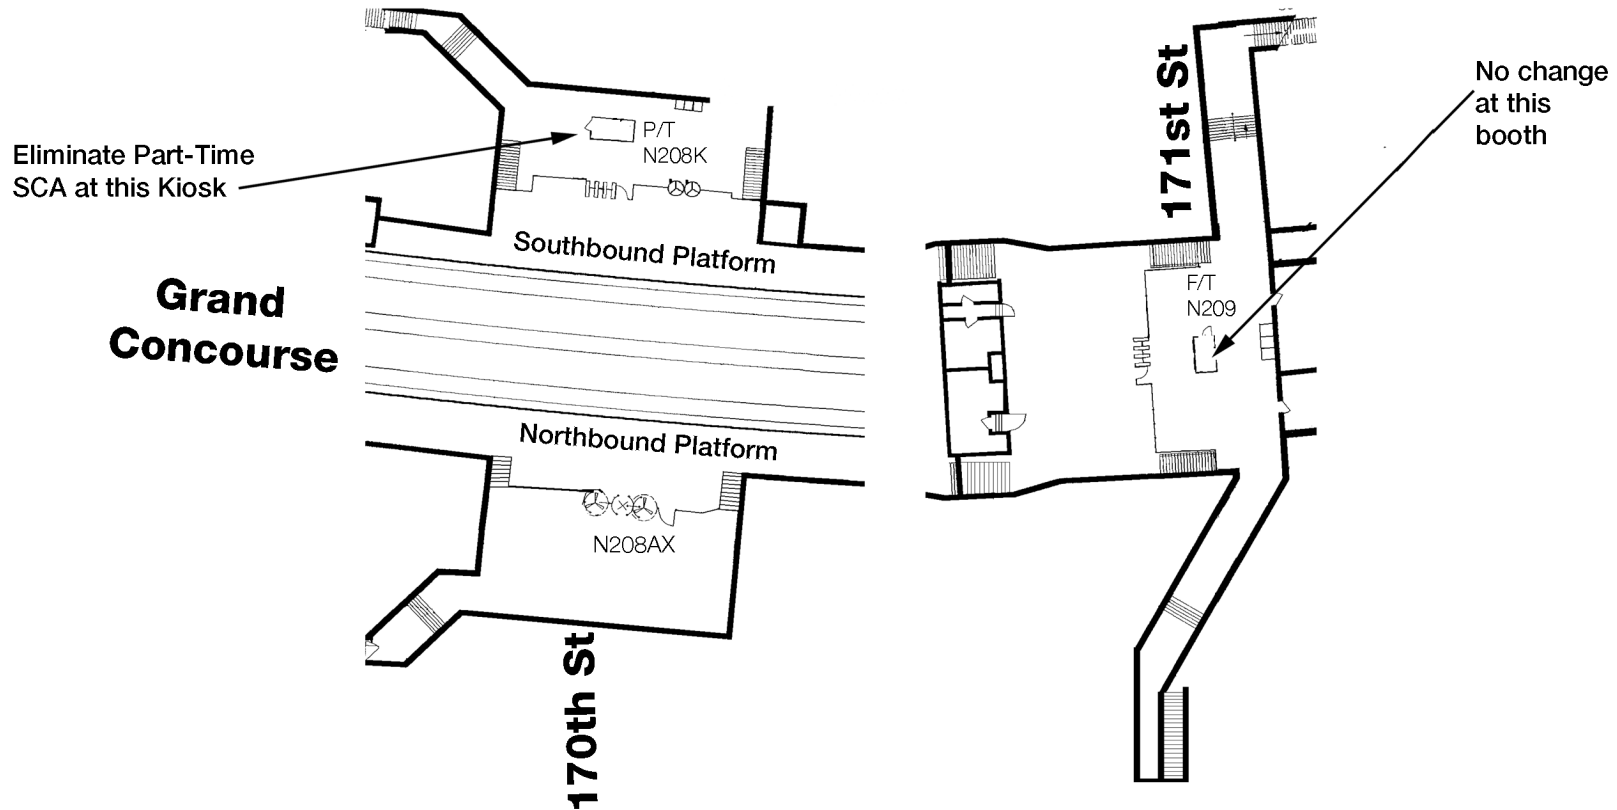 Eliminate Part-Time
SCA at this Kiosk
P/T
N208K
Southbound Platform
Grand
Concourse
Northbound Platform
N208AX
170th St
171st St
F/T
N209
No change
at this
booth